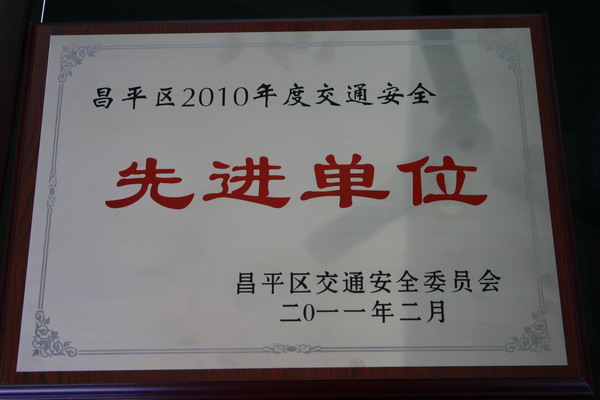 昌平区2010年度交通安全
先进单位
昌平区交通安全委员会
二0一一年二月